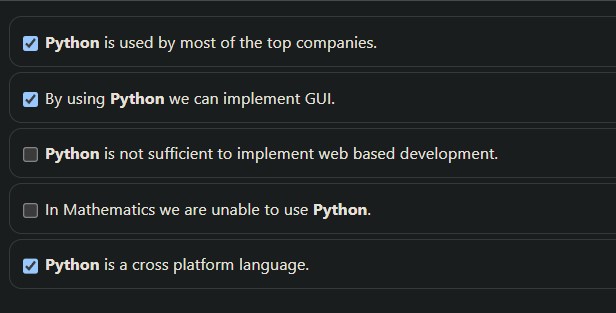 Python is used by most of the top companies.
By using Python we can implement GUI.
Python is not sufficient to implement web based development.
In Mathematics we are unable to use Python.
Python is a cross platform language.